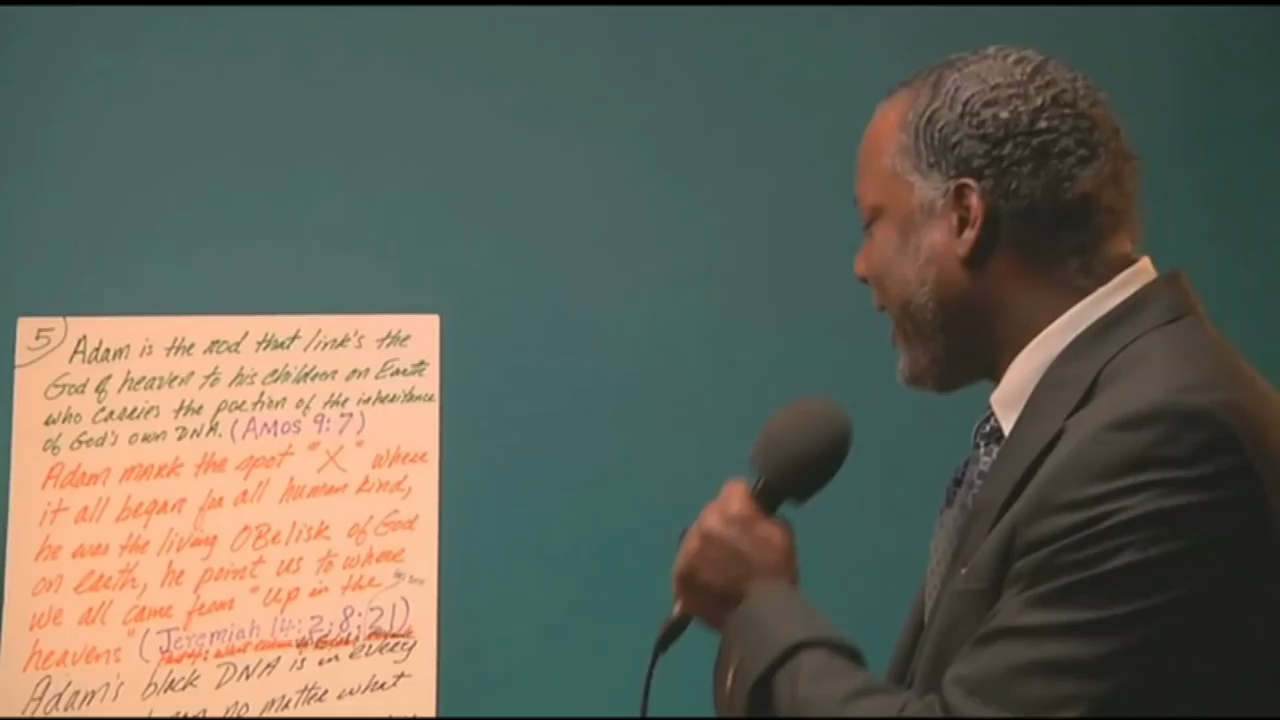 5
Adam is the rod that link's the
God of heaven to his children on Earth
who carries the portion of the inheritance
of God's own DNA. (Amos 9:7)
Adam mark the spot "X" where
it all began for all human kind,
he was the living OBelisk of God
on earth, he point us to where
we all came from "up in the
heavens" (Jeremiah 14: 2; 8; 21)
Adam's black DNA is in every
no matter what